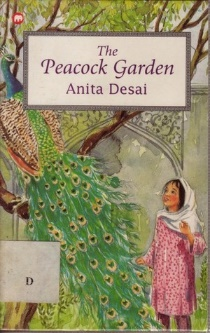 The
Peacock Garden
Anita Desai
D